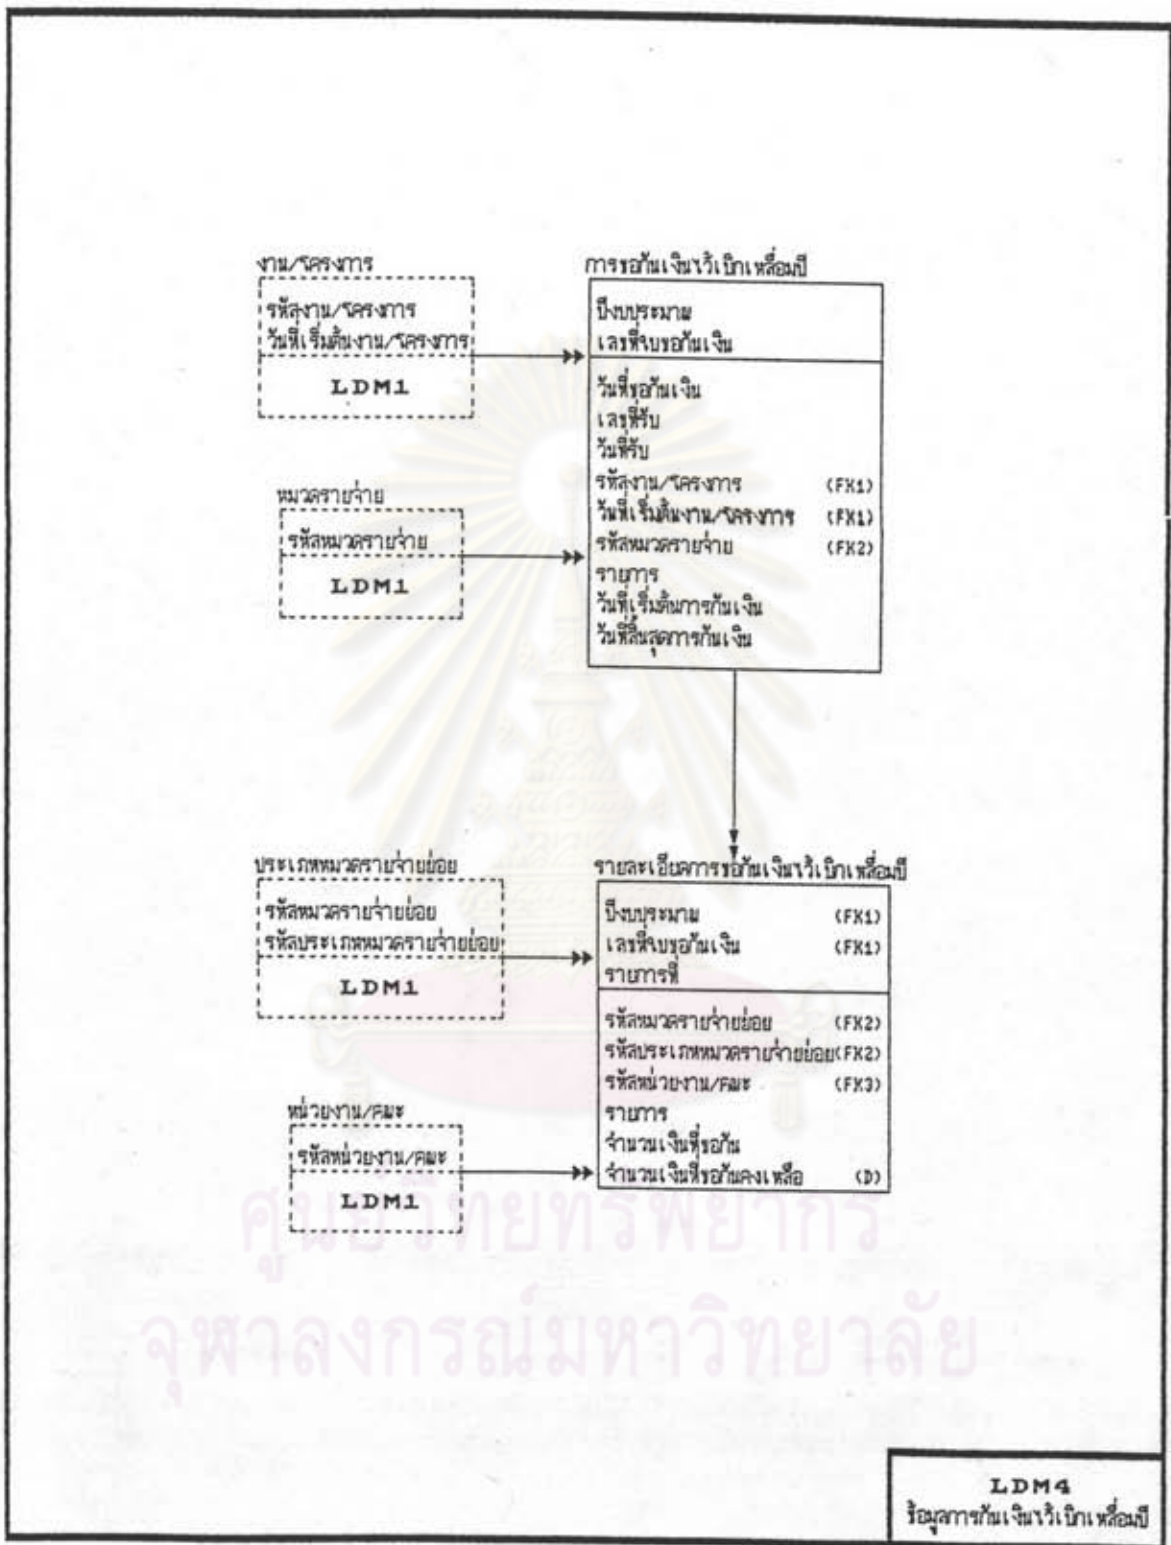 งาน/โครงการ
รหัสงาน/โครงการ
วันที่เริ่มต้นงาน/โครงการ
LDM1
การขอกันเงินไว้เบิกเหลื่อมปี
ปีงบประมาณ
เลขที่ใบขอกันเงิน
วันที่ขอกันเงิน
เลขที่รับ
วันที่รับ
รหัสงาน/โครงการ (FK1)
วันที่เริ่มต้นงาน/โครงการ (FK1)
รหัสหมวดรายจ่าย (FK2)
รายการ
วันที่เริ่มต้นการกันเงิน
วันที่สิ้นสุดการกันเงิน
หมวดรายจ่าย
รหัสหมวดรายจ่าย
LDM1
ประเภทหมวดรายจ่ายย่อย
รหัสหมวดรายจ่ายย่อย
รหัสประเภทหมวดรายจ่ายย่อย
LDM1
รายละเอียดการขอกันเงินไว้เบิกเหลื่อมปี
ปีงบประมาณ (FK1)
เลขที่ใบขอกันเงิน (FK1)
รายการที่
รหัสหมวดรายจ่ายย่อย (FK2)
รหัสประเภทหมวดรายจ่ายย่อย(FK2)
รหัสหน่วยงาน/คณะ (FK3)
รายการ
จำนวนเงินที่ขอกัน
จำนวนเงินที่ขอกันคงเหลือ (D)
หน่วยงาน/คณะ
รหัสหน่วยงาน/คณะ
LDM1
ศูนย์วิทยทรัพยากร
จุฬาลงกรณ์มหาวิทยาลัย
LDM4
ข้อมูลการกันเงินไว้เบิกเหลื่อมปี